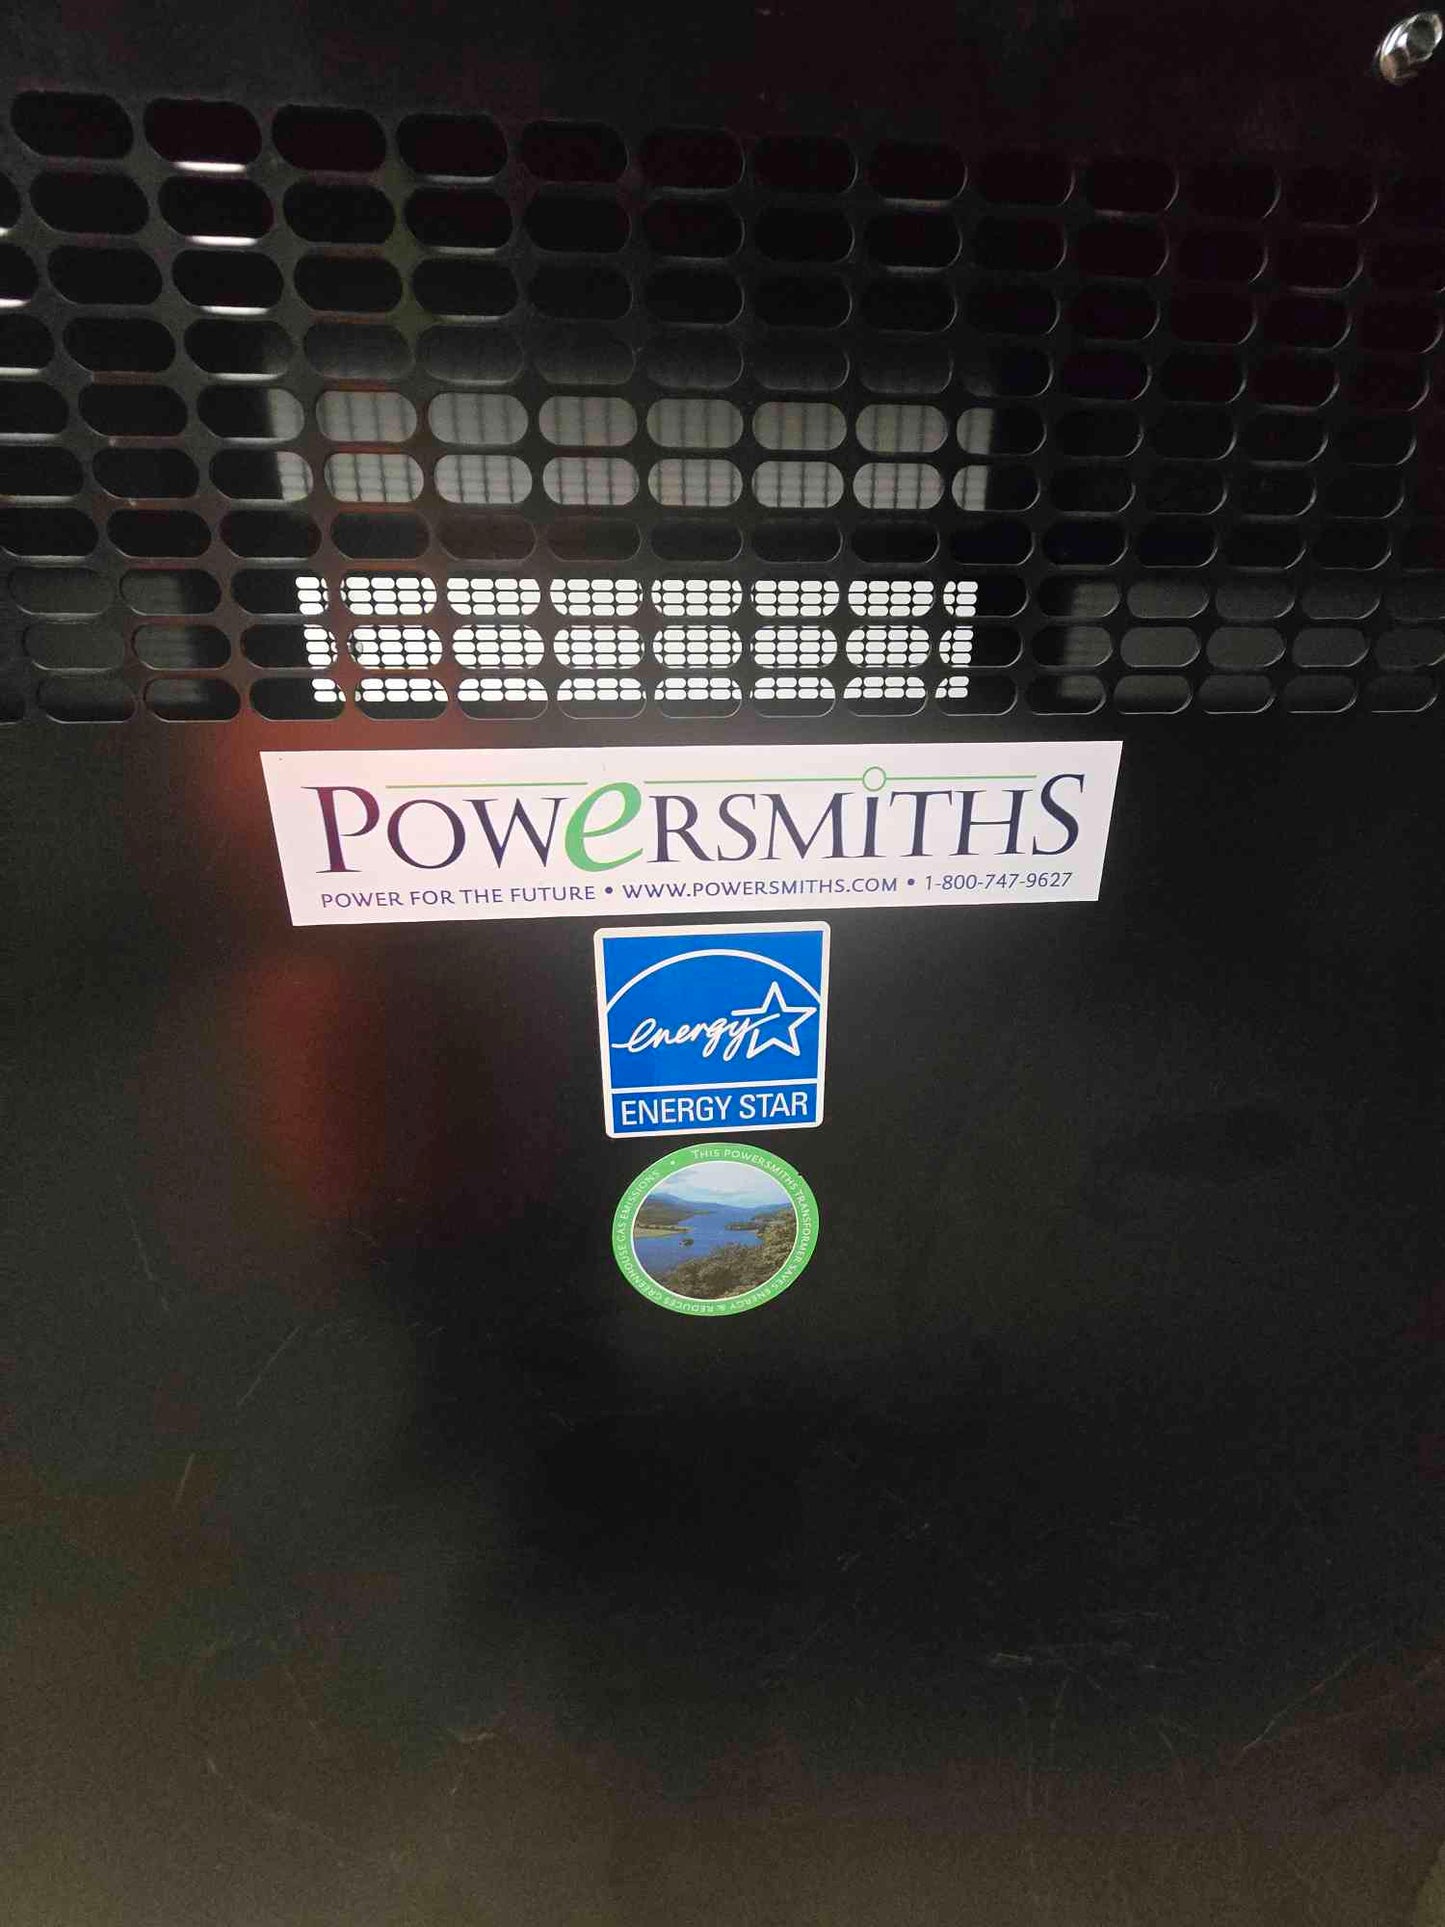 POWeRSMiTHS
POWER FOR THE FUTURE • WWW.POWERSMITHS.COM • 1-800-747-9627
energy
ENERGY STAR
• THIS POWERSMITHS TRANSFORMER SAVES ENERGY & REDUCES GREENHOUSE GAS EMISSIONS